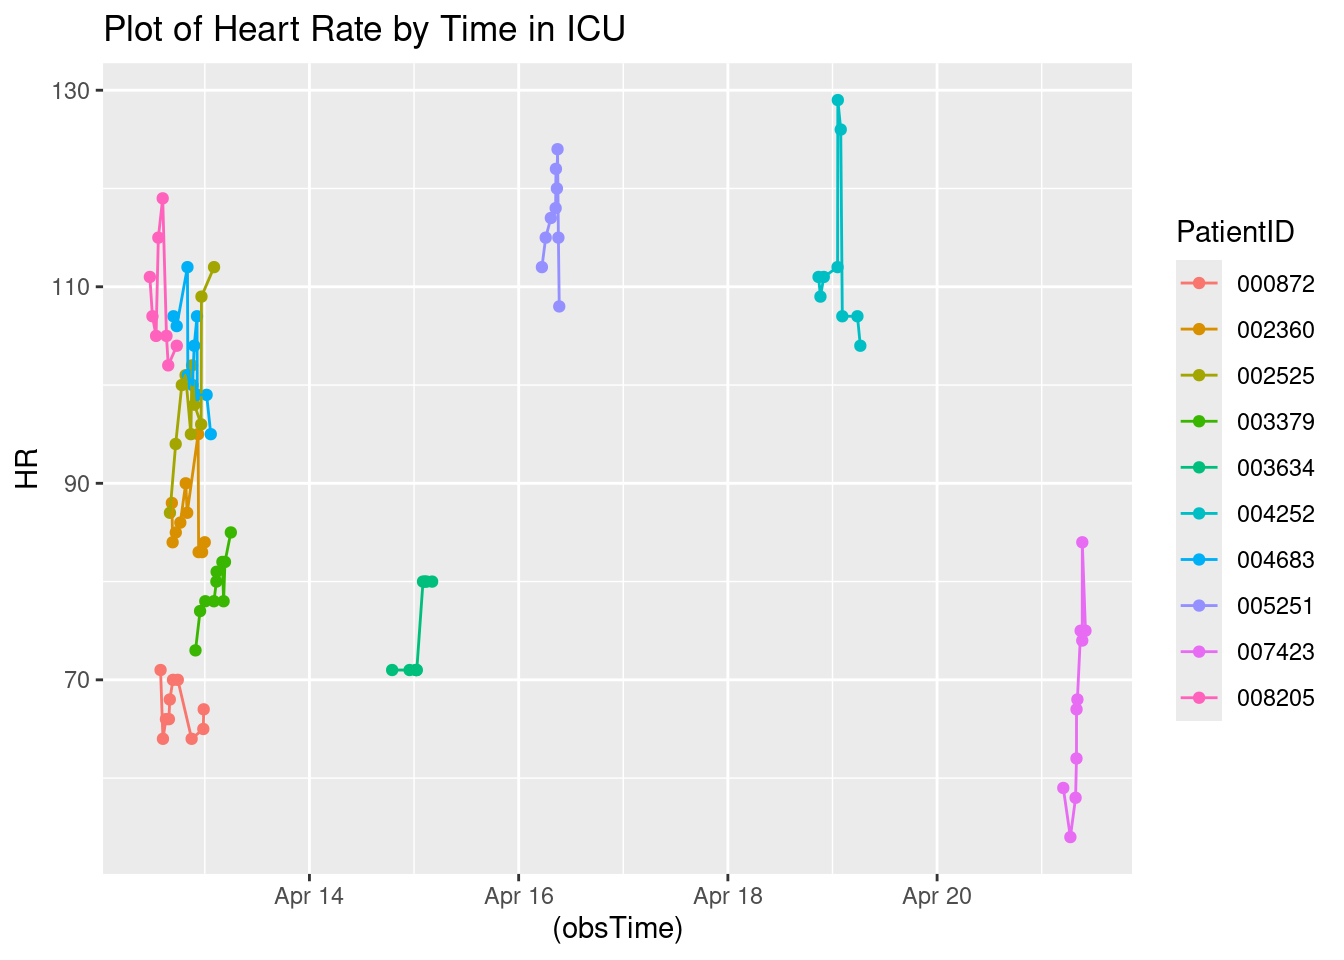 Plot of Heart Rate by Time in ICU
130
110
90
70
HR
Apr 14
Apr 16
Apr 18
Apr 20
(obsTime)
PatientID
000872
002360
002525
003379
003634
004252
004683
005251
007423
008205